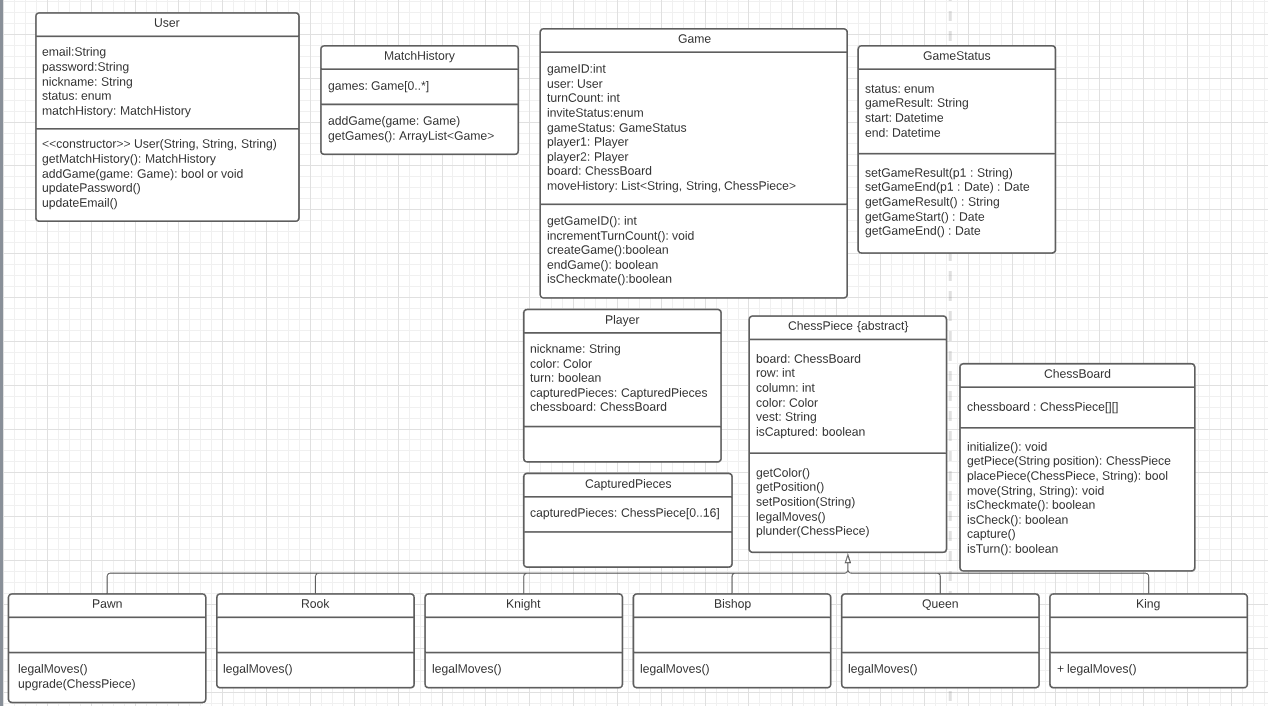 User
email:String
password:String
nickname: String
status: enum
matchHistory: MatchHistory
<<constructor>> User(String, String, String)
getMatchHistory(): MatchHistory
addGame(game: Game): bool or void
updatePassword()
updateEmail()
MatchHistory
games: Game[0..*]
addGame(game: Game)
getGames(): ArrayList<Game>
Game
gameID:int
user: User
turnCount: int
inviteStatus:enum
gameStatus: GameStatus
player1: Player
player2: Player
board: ChessBoard
moveHistory: List<String, String, ChessPiece>
getGameID(): int
incrementTurnCount(): void
createGame():boolean
endGame(): boolean
isCheckmate():boolean
GameStatus
status: enum
gameResult: String
start: Datetime
end: Datetime
setGameResult(p1 : String)
setGameEnd(p1 : Date) : Date
getGameResult() : String
getGameStart() : Date
getGameEnd() : Date
Player
nickname: String
color: Color
turn: boolean
capturedPieces: CapturedPieces
chessboard: ChessBoard
ChessPiece {abstract}
board: ChessBoard
row: int
column: int
color: Color
vest: String
isCaptured: boolean
getColor()
getPosition()
setPosition(String)
legalMoves()
plunder(ChessPiece)
ChessBoard
chessboard : ChessPiece[][]
initialize(): void
getPiece(String position): ChessPiece
placePiece(ChessPiece, String): bool
move(String, String): void
isCheckmate(): boolean
isCheck(): boolean
capture()
isTurn(): boolean
CapturedPieces
capturedPieces: ChessPiece[0..16]
Pawn
legalMoves()
upgrade(ChessPiece)
Rook
legalMoves()
Knight
legalMoves()
Bishop
legalMoves()
Queen
legalMoves()
King
+ legalMoves()